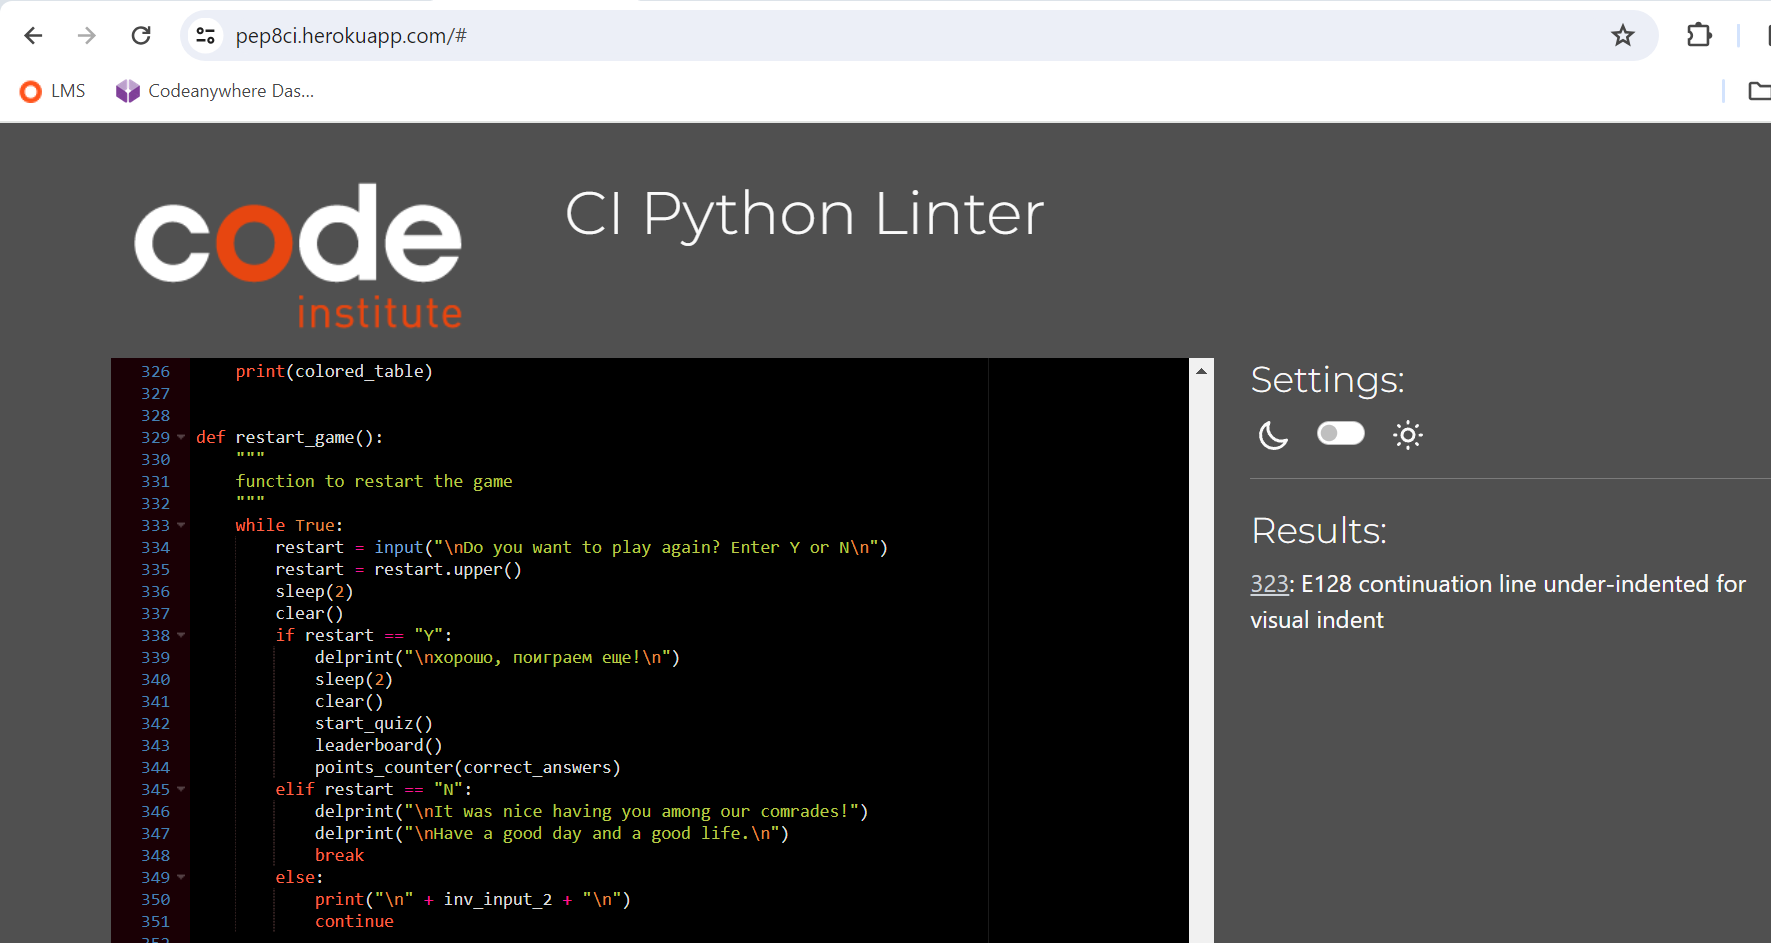 pep8ci.herokuapp.com/#
LMS
Codeanywhere Das...
code
institute
CI Python Linter
326     print(colored_table)
327
328
329 def restart_game():
330     """
331     function to restart the game
332     """
333     while True:
334         restart = input("\nDo you want to play again? Enter Y or N\n")
335         restart = restart.upper()
336         sleep(2)
337         clear()
338         if restart == "Y":
339             delprint("\nхорошо, поиграем еще!\n")
340             sleep(2)
341             clear()
342             start_quiz()
343             leaderboard()
344             points_counter(correct_answers)
345         elif restart == "N":
346             delprint("\nIt was nice having you among our comrades!")
347             delprint("\nHave a good day and a good life.\n")
348             break
349         else:
350             print("\n" + inv_input_2 + "\n")
351             continue
352
Settings:
Results:
323: E128 continuation line under-indented for
visual indent